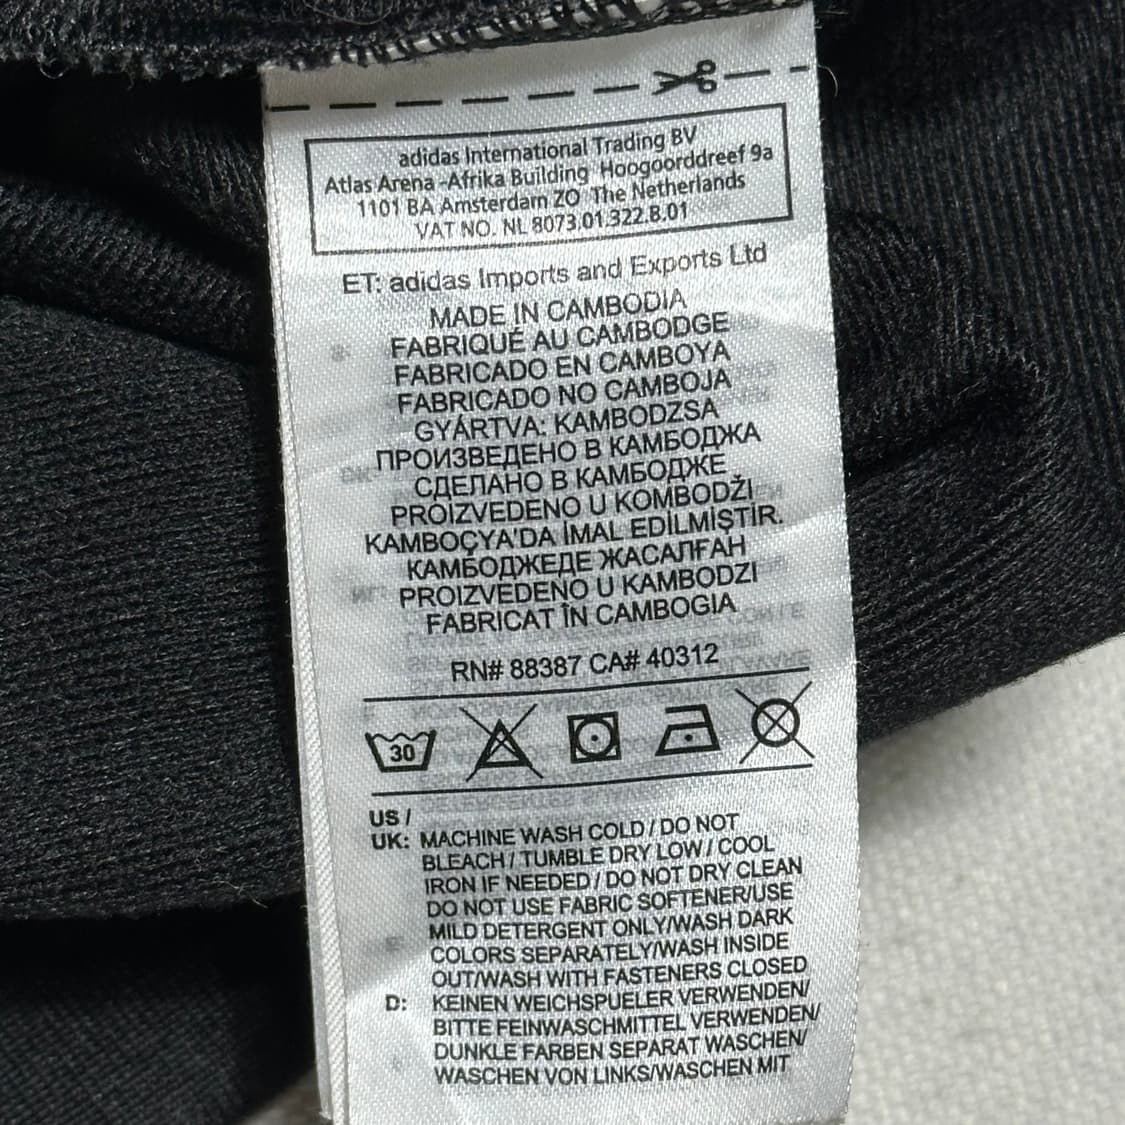 adidas International Trading BV
Atlas Arena -Afrika Building Hoogoorddreef 9a
1101 BA Amsterdam ZO The Netherlands
VAT NO. NL 8073.01.322.B.01
ET: adidas Imports and Exports Ltd
MADE IN CAMBODIA
FABRIQUÉ AU CAMBODGE
FABRICADO EN CAMBOYA
FABRICADO NO CAMBOJA
GYÁRTVA: KAMBODZSA
ПРОИЗВЕДЕНО В КАМБОДЖА
СДЕЛАНО В КАМБОДЖЕ
PROIZVEDENO U KOMBODŽI
KAMBOÇYA'DA İMAL EDİLMİŞTİR.
КАМБОДЖЕДЕ ЖАСАЛҒАН
PROIZVEDENO U KAMBODZI
FABRICAT ÎN CAMBOGIA
RN# 88387 CA# 40312
30
US /
UK: MACHINE WASH COLD / DO NOT
BLEACH / TUMBLE DRY LOW / COOL
IRON IF NEEDED / DO NOT DRY CLEAN
DO NOT USE FABRIC SOFTENER/USE
MILD DETERGENT ONLY/WASH DARK
COLORS SEPARATELY/WASH INSIDE
OUT/WASH WITH FASTENERS CLOSED
D: KEINEN WEICHSPUELER VERWENDEN/
BITTE FEINWASCHMITTEL VERWENDEN/
DUNKLE FARBEN SEPARAT WASCHEN/
WASCHEN VON LINKS/WASCHEN MIT